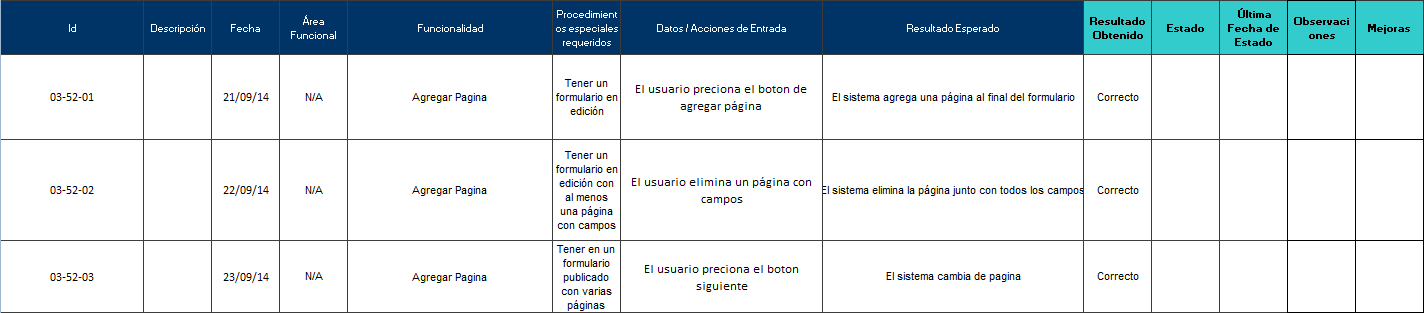 Id
Descripción
Fecha
Área
Funcional
Funcionalidad
Procedimient
os especiales
requeridos
Datos / Acciones de Entrada
Resultado Esperado
Resultado
Obtenido
Estado
Última
Fecha de
Estado
Observaci
ones
Mejoras
03-52-01
21/09/14
N/A
Agregar Pagina
Tener un
formulario en
edición
El usuario preciona el boton de
agregar página
El sistema agrega una página al final del formulario
Correcto
03-52-02
22/09/14
N/A
Agregar Pagina
Tener un
formulario en
edición con
al menos
una página
con campos
El usuario elimina un página con
campos
El sistema elimina la página junto con todos los campos
Correcto
03-52-03
23/09/14
N/A
Agregar Pagina
Tener en un
formulario
publicado
con varias
páginas
El usuario preciona el boton
siguiente
El sistema cambia de pagina
Correcto